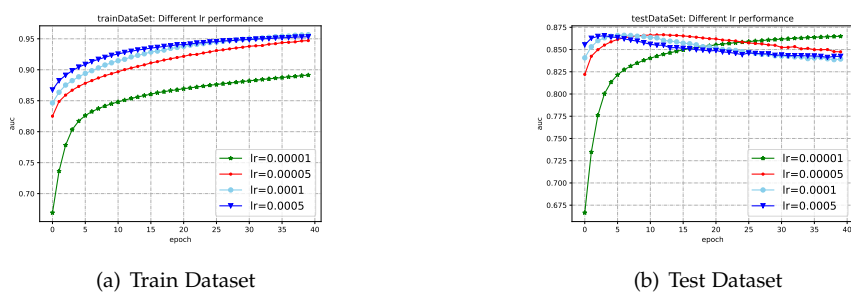 trainDataSet: Different lr performance
0.95
0.90
0.85
0.80
0.75
0.70
auc
0
5
10
15
20
25
30
35
40
epoch
lr=0.00001
lr=0.00005
lr=0.0001
lr=0.0005
(a) Train Dataset
testDataSet: Different lr performance
0.875
0.850
0.825
0.800
0.775
0.750
0.725
0.700
0.675
auc
0
5
10
15
20
25
30
35
40
epoch
lr=0.00001
lr=0.00005
lr=0.0001
lr=0.0005
(b) Test Dataset